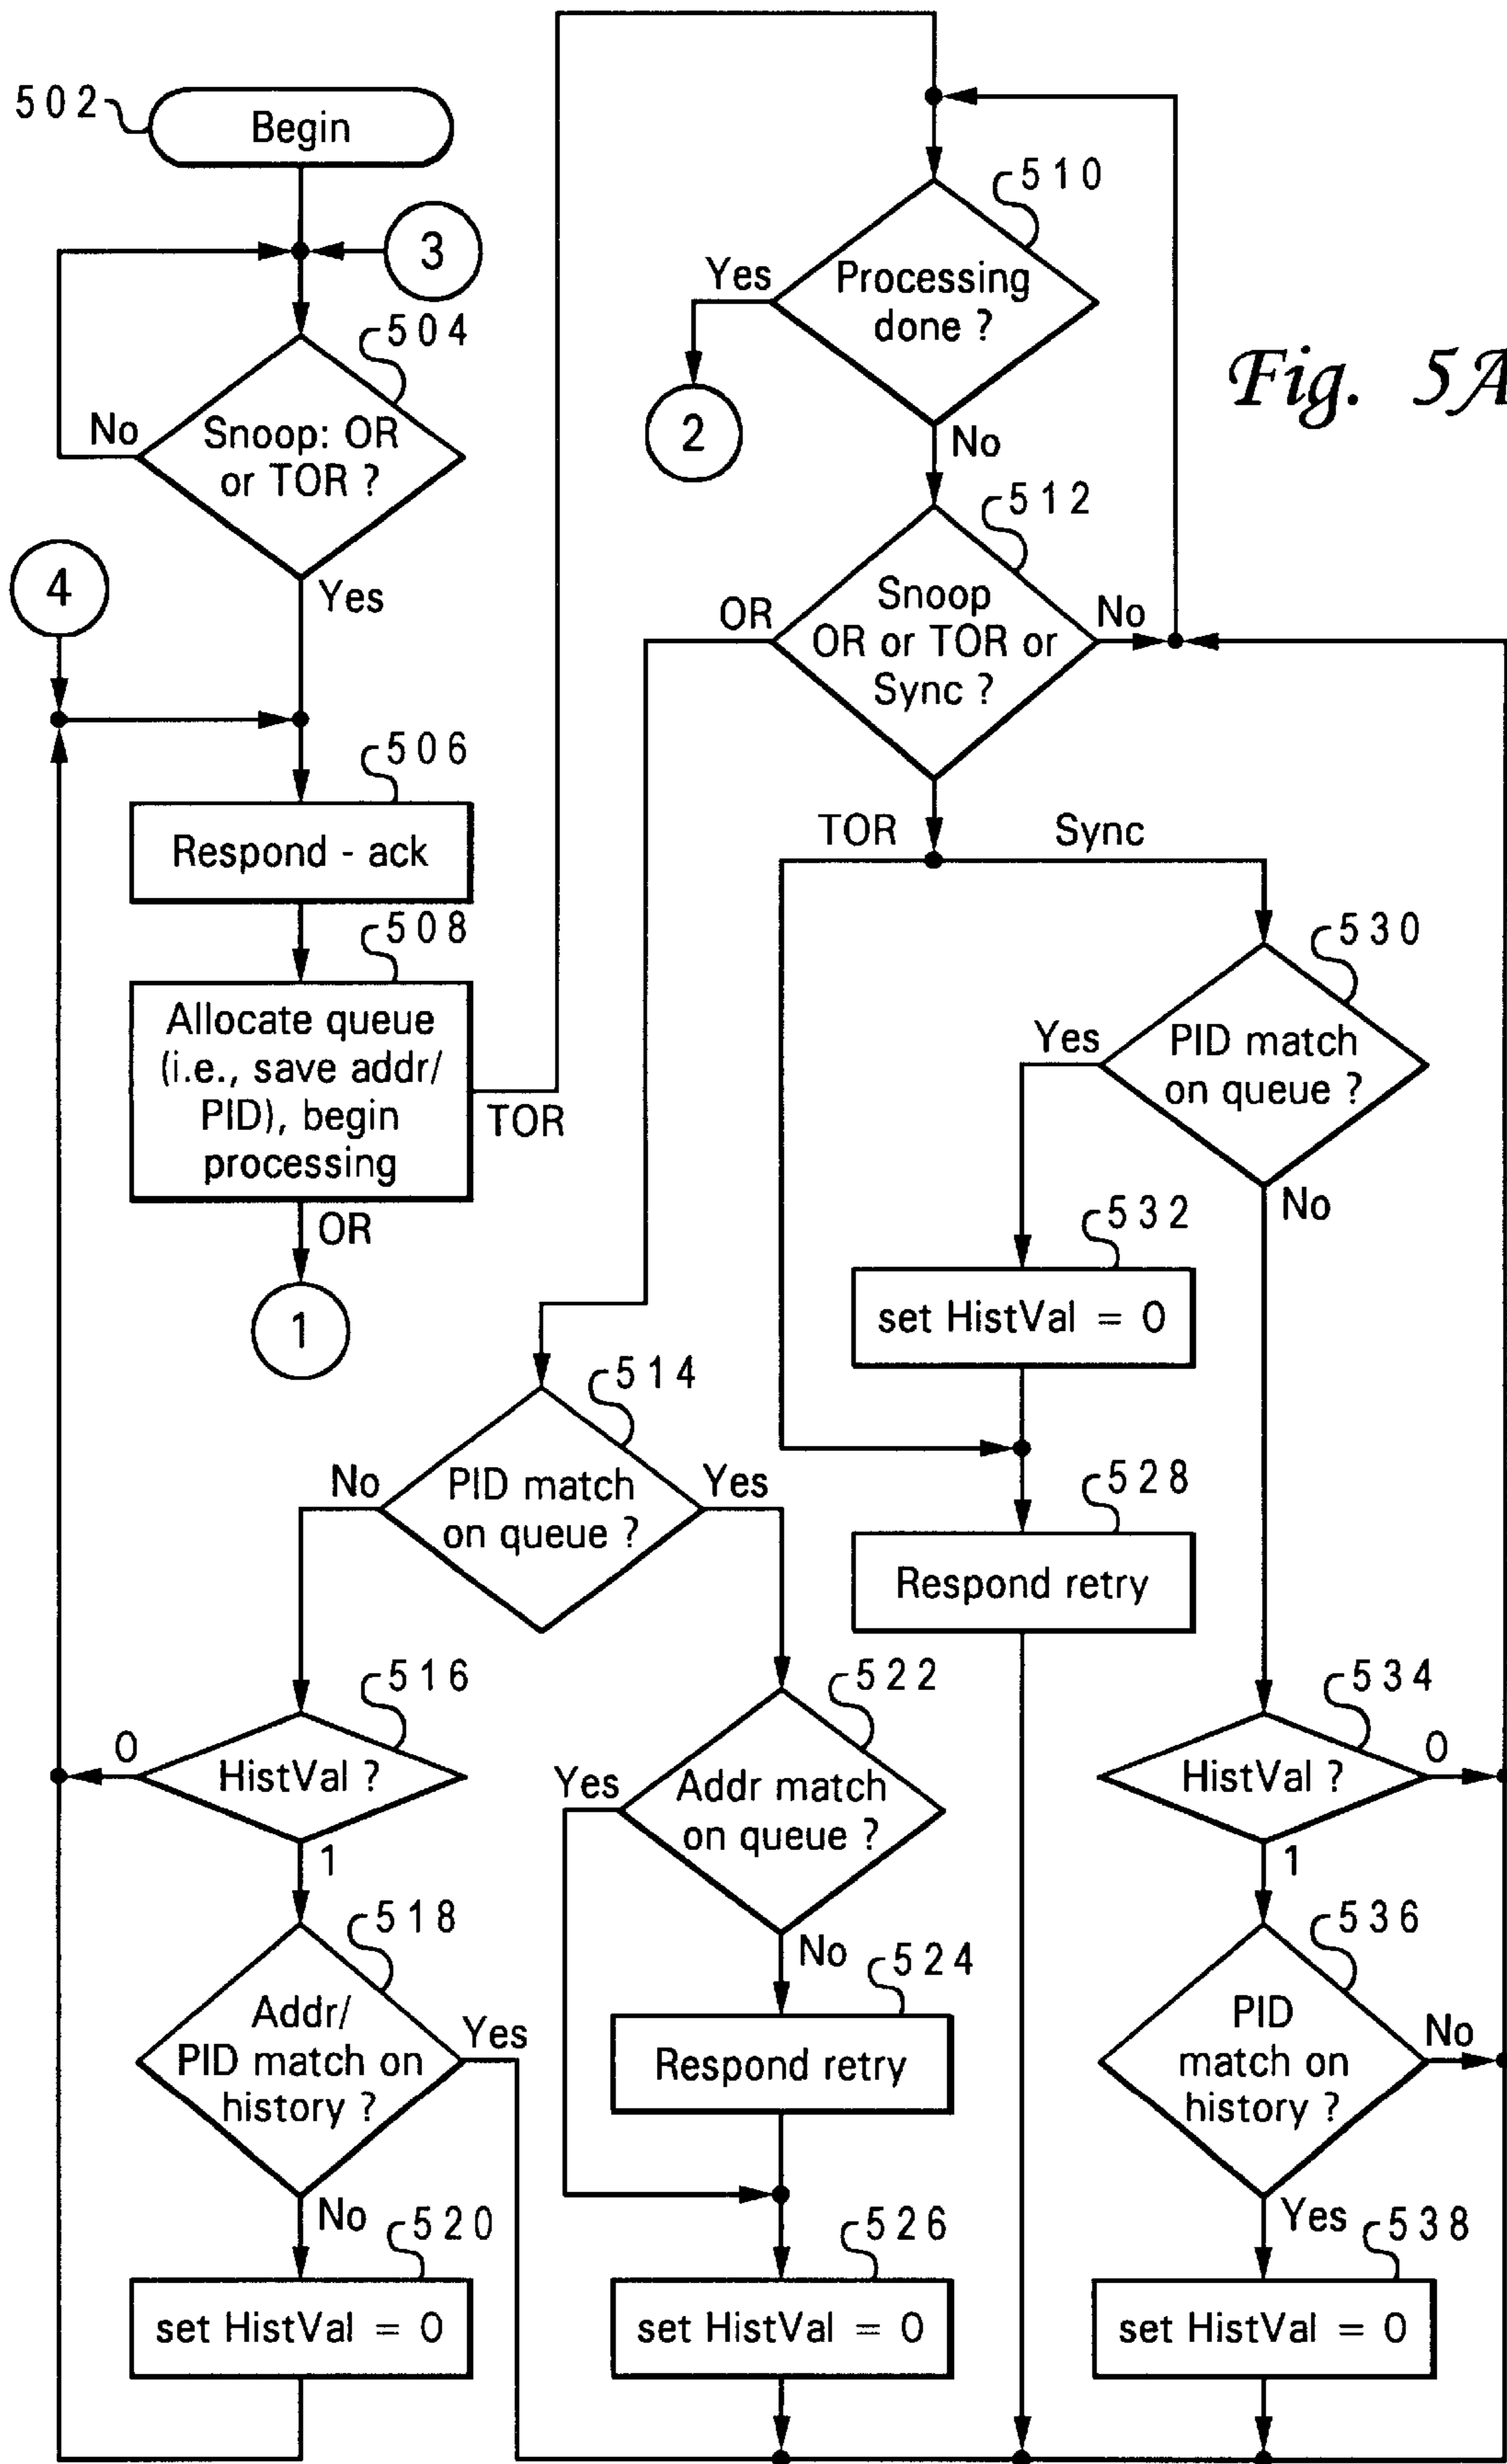 502
Begin
3
504
No
Snoop: OR
or TOR ?
Yes
4
506
Respond - ack
508
Allocate queue
(i.e., save addr/
PID), begin
processing
TOR
OR
1
510
Yes
Processing
done ?
2
No
Fig. 5A
512
OR
Snoop
OR or TOR or
Sync ?
No
TOR
Sync
530
Yes
PID match
on queue ?
No
532
set HistVal = 0
528
Respond retry
514
No
PID match
on queue ?
Yes
516
0
HistVal ?
1
518
Addr/
PID match on
history ?
Yes
No
520
set HistVal = 0
522
Yes
Addr match
on queue ?
No
524
Respond retry
526
set HistVal = 0
534
HistVal ?
0
1
536
PID
match on
history ?
No
Yes
538
set HistVal = 0